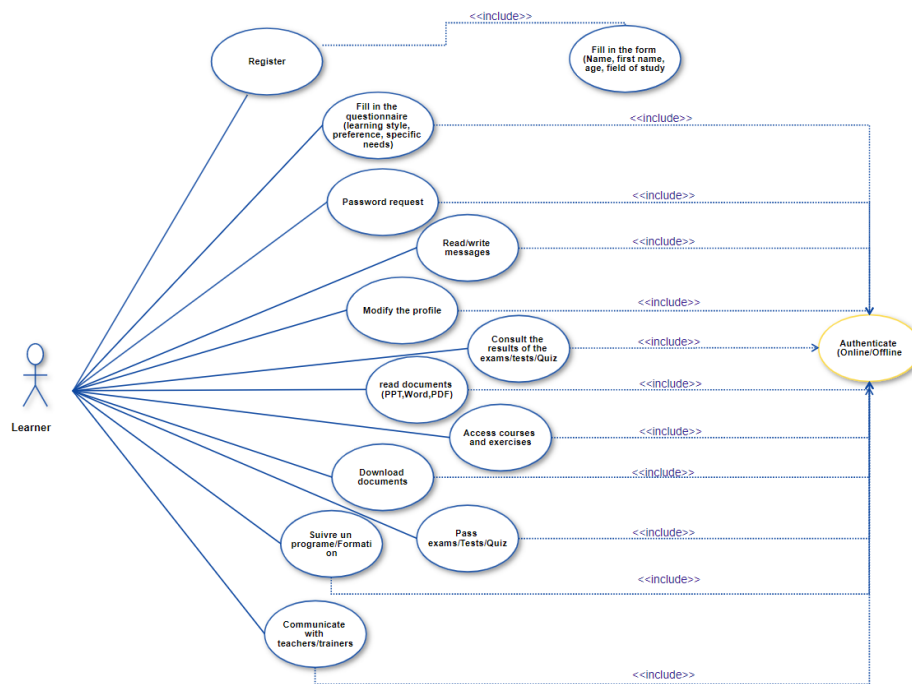 <<include>>
Register
Fill in the form
(Name, first name,
age, field of study
Fill in the
questionnaire
(learning style,
preference, specific
needs)
<<include>>
Password request
<<include>>
Read/write
messages
<<include>>
Modify the profile
<<include>>
Consult the
results of the
exams/tests/Quiz
<<include>>
Authenticate
(Online/Offline
read documents
(PPT,Word,PDF)
<<include>>
Learner
Access courses
and exercises
<<include>>
Download
documents
<<include>>
Suivre un
programe/Formati
on
Pass
exams/Tests/Quiz
<<include>>
<<include>>
Communicate
with
teachers/trainers
<<include>>